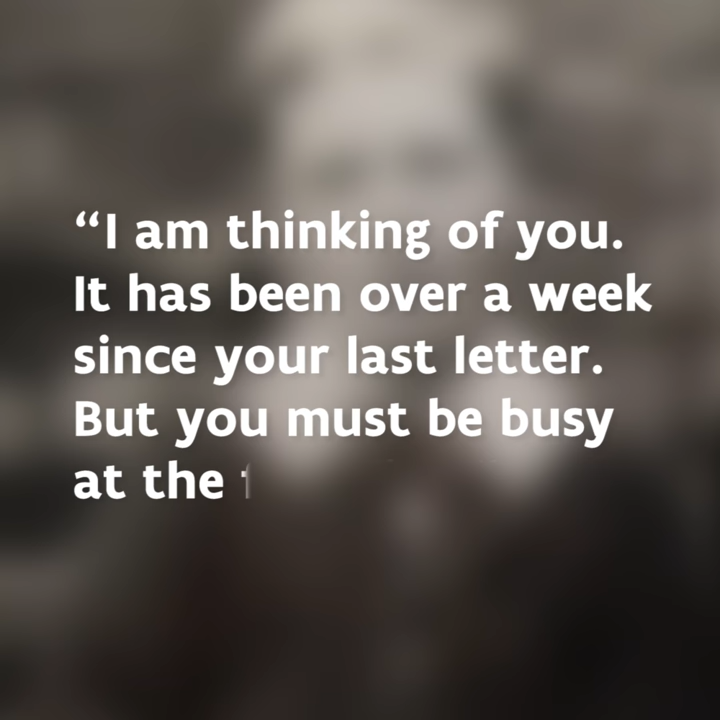 “I am thinking of you.
It has been over a week
since your last letter.
But you must be busy
at the